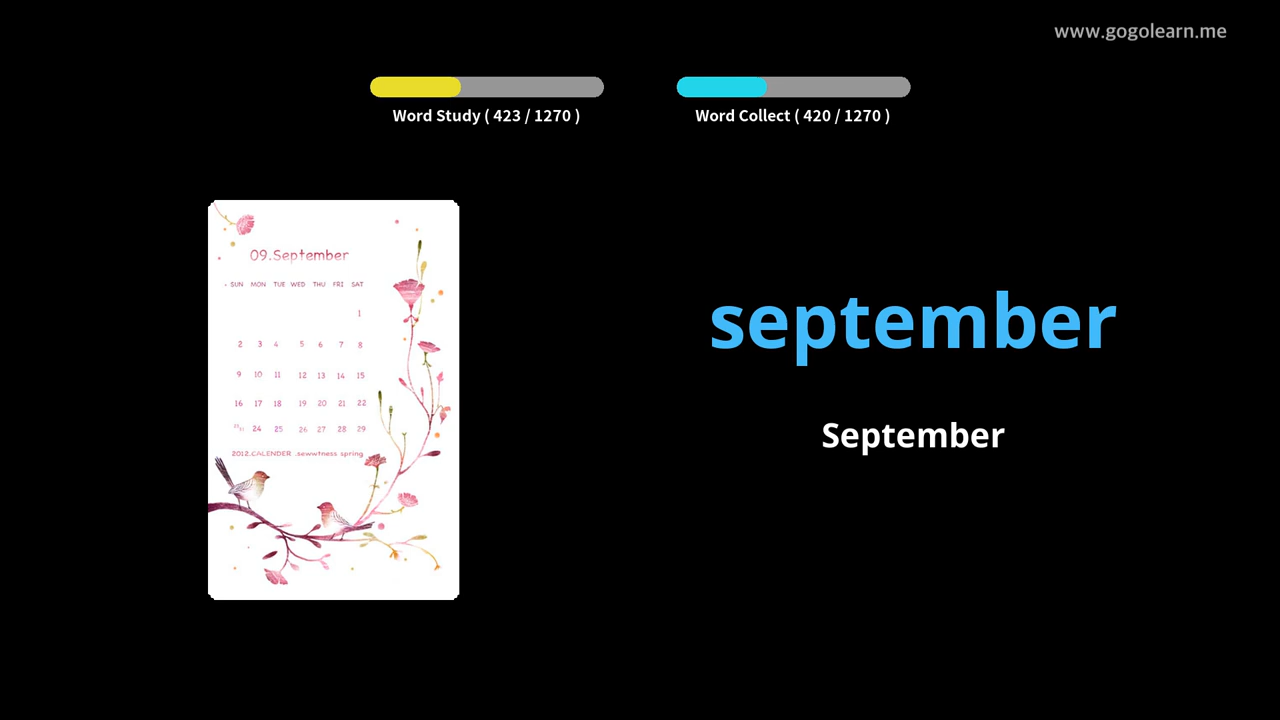 www.gogolearn.me
Word Study ( 423 / 1270 )
Word Collect ( 420 / 1270 )
09.September
SUN MON TUE WED THU FRI SAT
1
2 3 4 5 6 7 8
9 10 11 12 13 14 15
16 17 18 19 20 21 22
24 25 26 27 28 29
2012.CALENDER .sewwtness spring
september
September